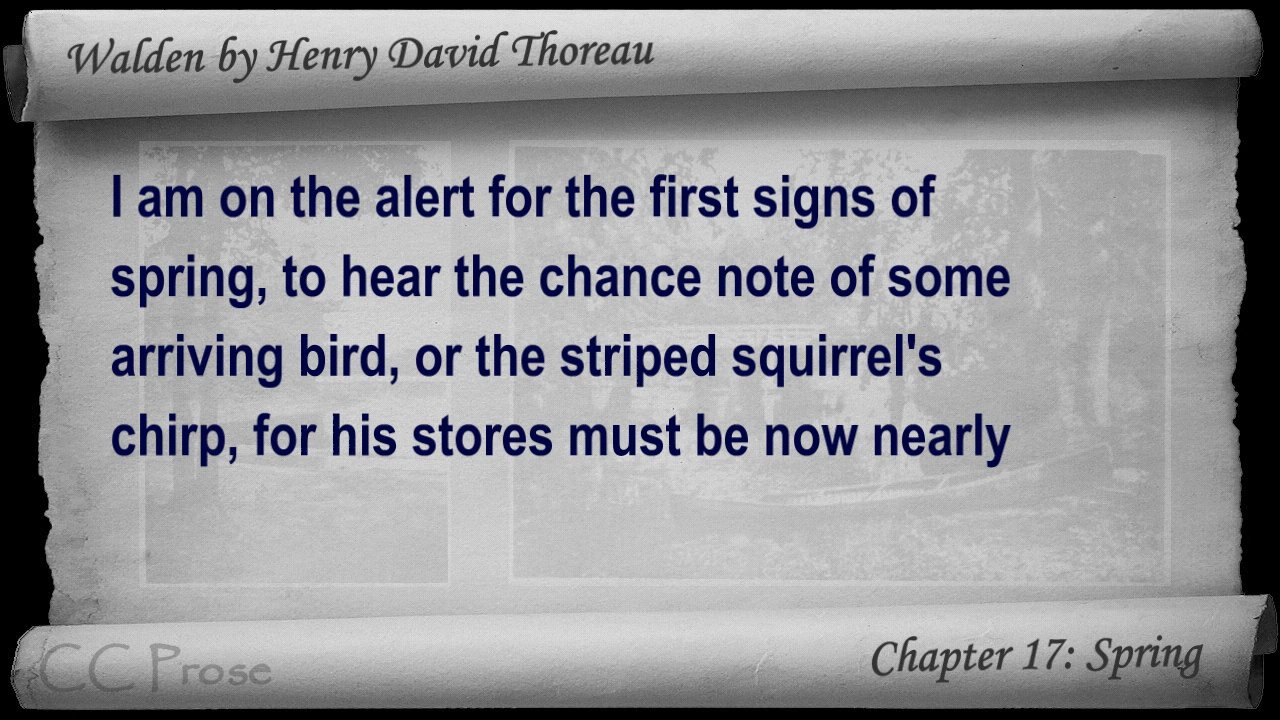 Walden by Henry David Thoreau
I am on the alert for the first signs of
spring, to hear the chance note of some
arriving bird, or the striped squirrel's
chirp, for his stores must be now nearly
CC Prose
Chapter 17: Spring